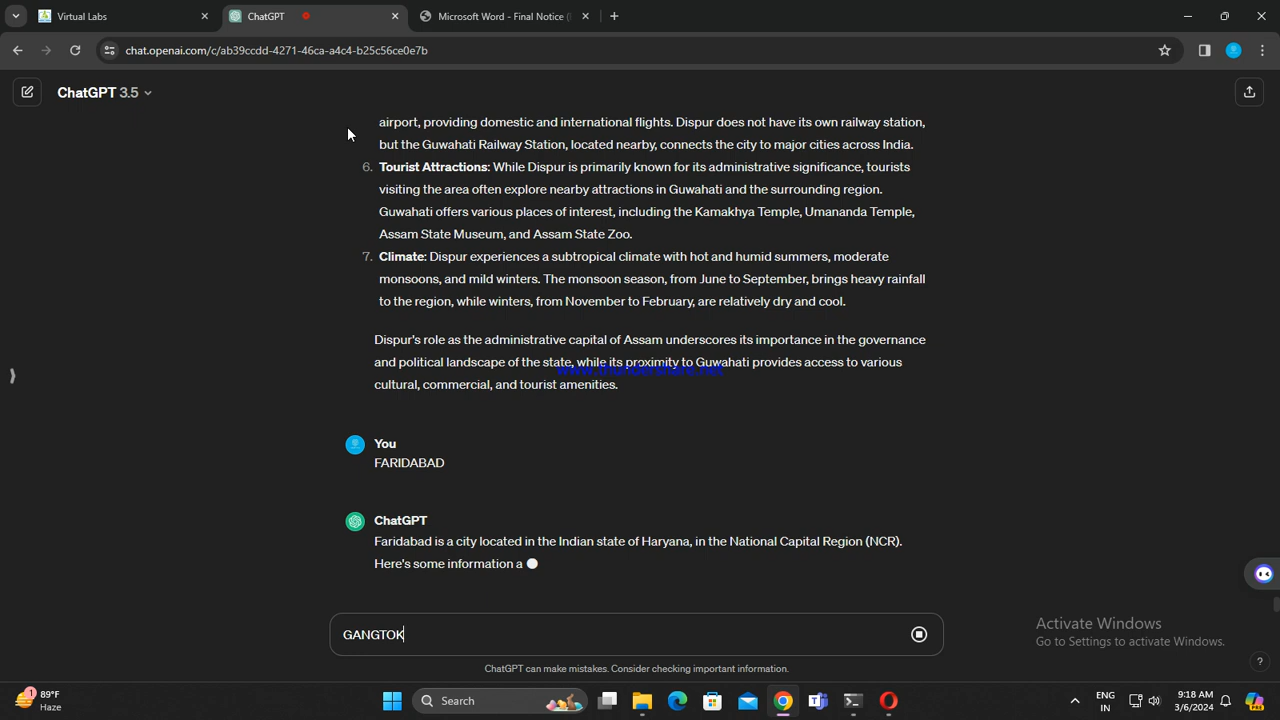 Virtual Labs
ChatGPT
Microsoft Word - Final Notice (
chat.openai.com/c/ab39ccdd-4271-46ca-a4c4-b25c56ce0e7b
ChatGPT 3.5
airport, providing domestic and international flights. Dispur does not have its own railway station,
but the Guwahati Railway Station, located nearby, connects the city to major cities across India.
6. Tourist Attractions: While Dispur is primarily known for its administrative significance, tourists
visiting the area often explore nearby attractions in Guwahati and the surrounding region.
Guwahati offers various places of interest, including the Kamakhya Temple, Umananda Temple,
Assam State Museum, and Assam State Zoo.
7. Climate: Dispur experiences a subtropical climate with hot and humid summers, moderate
monsoons, and mild winters. The monsoon season, from June to September, brings heavy rainfall
to the region, while winters, from November to February, are relatively dry and cool.
Dispur's role as the administrative capital of Assam underscores its importance in the governance
and political landscape of the state, while its proximity to Guwahati provides access to various
www.thundershare.net
cultural, commercial, and tourist amenities.
You
FARIDABAD
ChatGPT
Faridabad is a city located in the Indian state of Haryana, in the National Capital Region (NCR).
Here's some information a
GANGTOK
Activate Windows
Go to Settings to activate Windows.
ChatGPT can make mistakes. Consider checking important information.
?
1
89°F
Haze
Search
ENG
IN
9:18 AM
3/6/2024